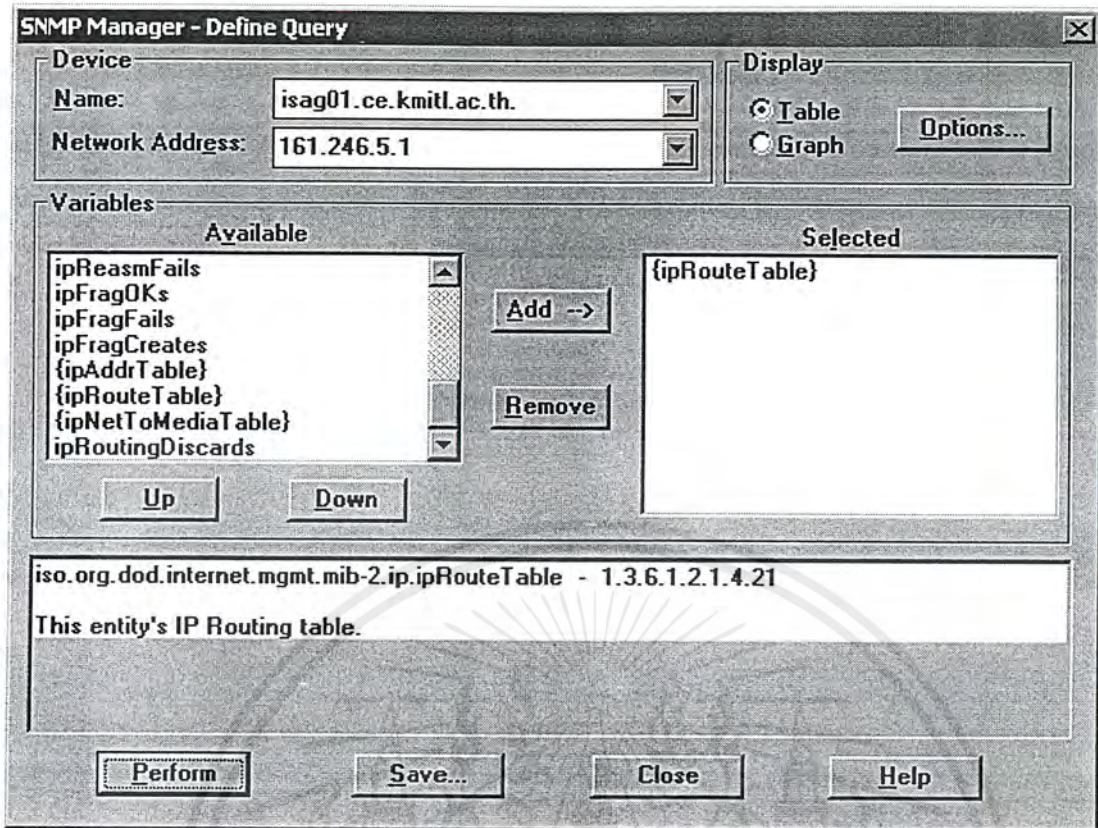 SNMP Manager - Define Query
Device
Name:
isag01.ce.kmitl.ac.th.
Network Address:
161.246.5.1
Display
Table
Graph
Options...
Variables
Available
ipReasmFails
ipFragOKs
ipFragFails
ipFragCreates
{ipAddrTable}
{ipRouteTable}
{ipNetToMediaTable}
ipRoutingDiscards
Up
Down
Add -->
Remove
Selected
{ipRouteTable}
iso.org.dod.internet.mgmt.mib-2.ip.ipRouteTable - 1.3.6.1.2.1.4.21
This entity's IP Routing table.
Perform
Save...
Close
Help